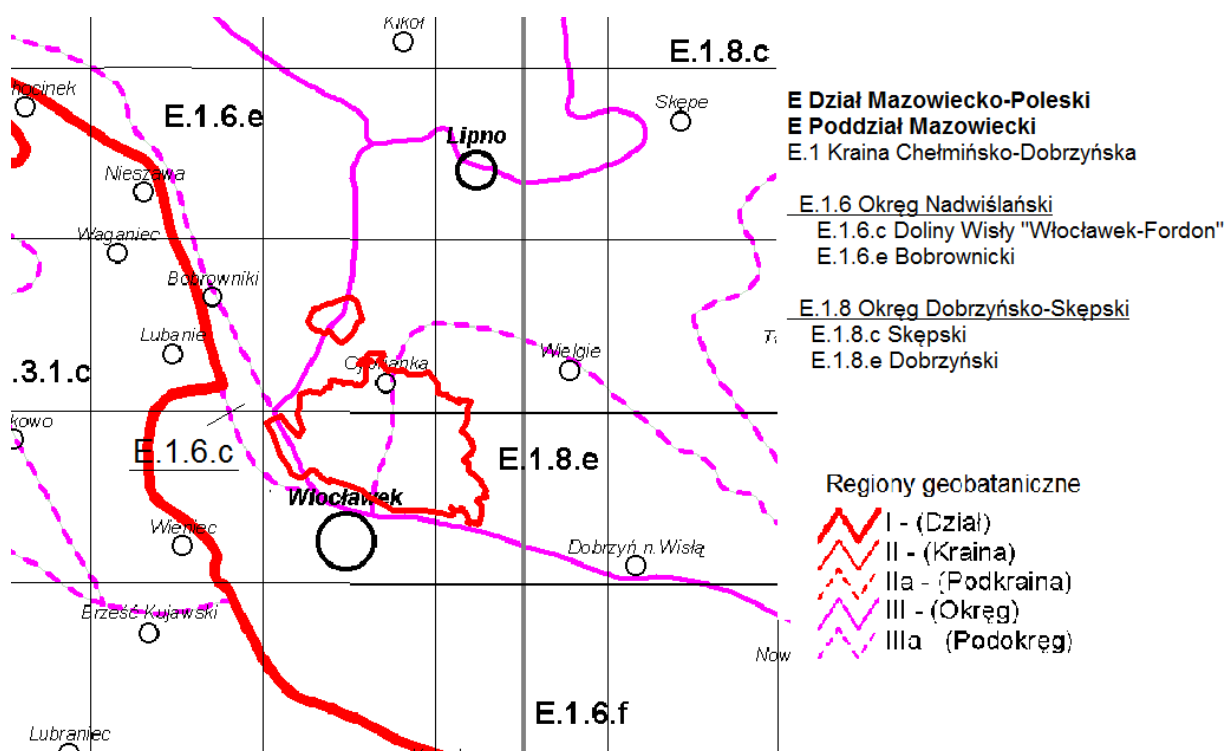 Kikoł
E.1.8.c
hocinek
E.1.6.e
Skępe
Lipno
Nieszawa
Waganiec
Bobrowniki
Lubanie
Cyprianka
Wielgie
.3.1.c
kowo
E.1.6.c
E.1.8.e
Włocławek
Wieniec
Dobrzyń n.Wisłą
Brześć Kujawski
Now
E.1.6.f
Lubraniec
E Dział Mazowiecko-Poleski
E Poddział Mazowiecki
E.1 Kraina Chełmińsko-Dobrzyńska
E.1.6 Okręg Nadwiślański
E.1.6.c Doliny Wisły "Włocławek-Fordon"
E.1.6.e Bobrownicki
E.1.8 Okręg Dobrzyńsko-Skępski
E.1.8.c Skępski
E.1.8.e Dobrzyński
Regiony geobataniczne
I - (Dział)
II - (Kraina)
IIa - (Podkraina)
III - (Okręg)
IIIa (Podokręg)